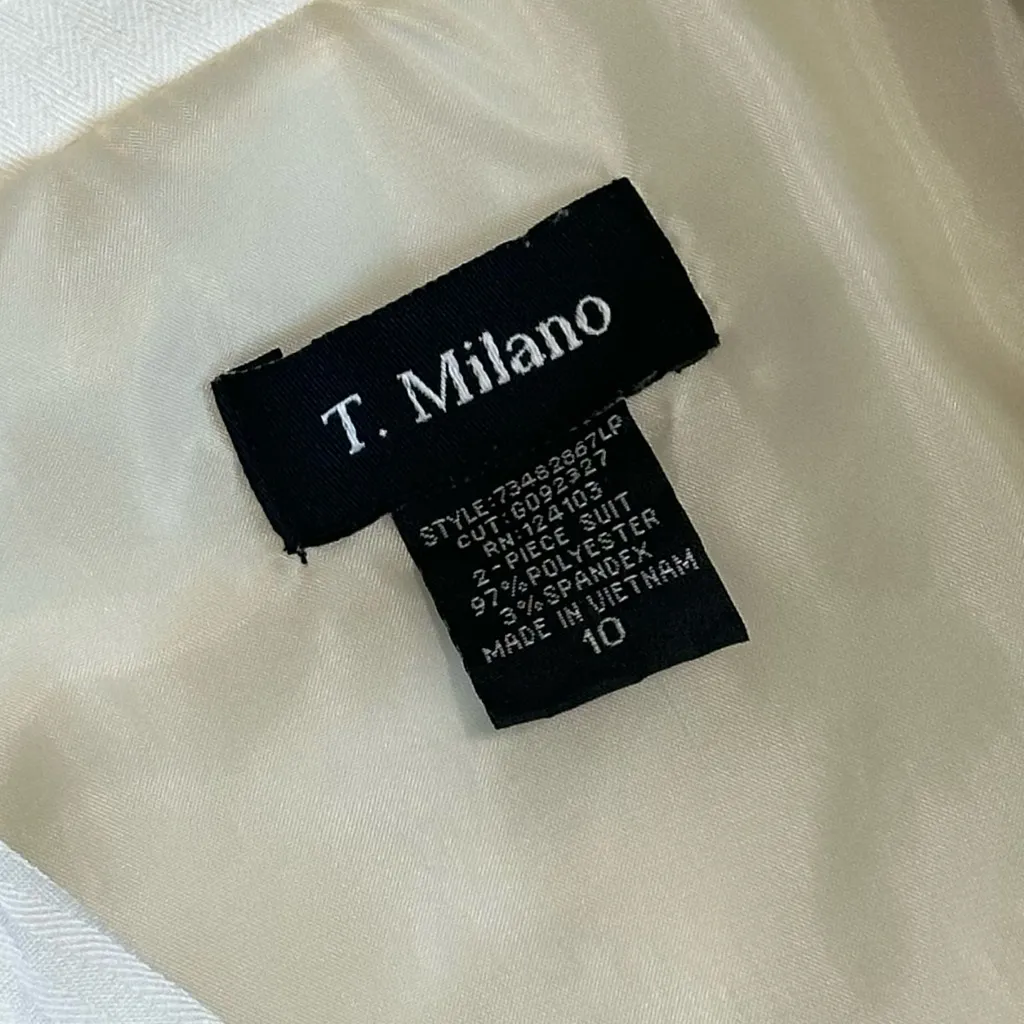 T. Milano
STYLE:73482867LP
CUT:G092327
RN:124103
2-PIECE SUIT
97%POLYESTER
3%SPANDEX
MADE IN VIETNAM
10